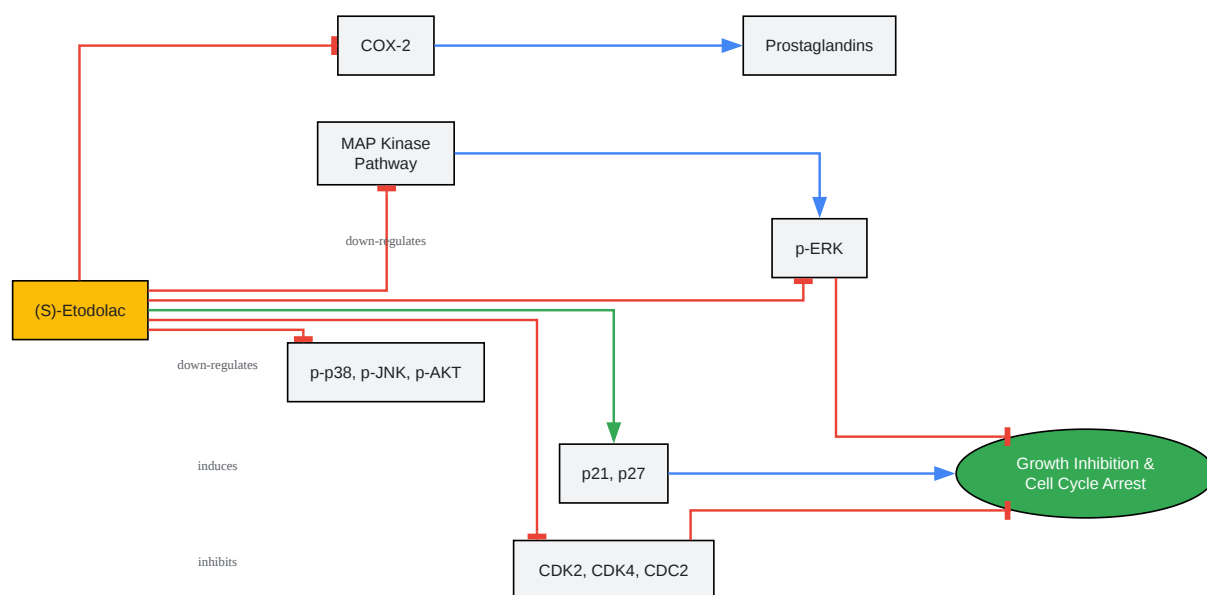 COX-2
Prostaglandins
MAP Kinase
Pathway
down-regulates
p-ERK
(S)-Etodolac
down-regulates
p-p38, p-JNK, p-AKT
induces
p21, p27
Growth Inhibition &
Cell Cycle Arrest
inhibits
CDK2, CDK4, CDC2